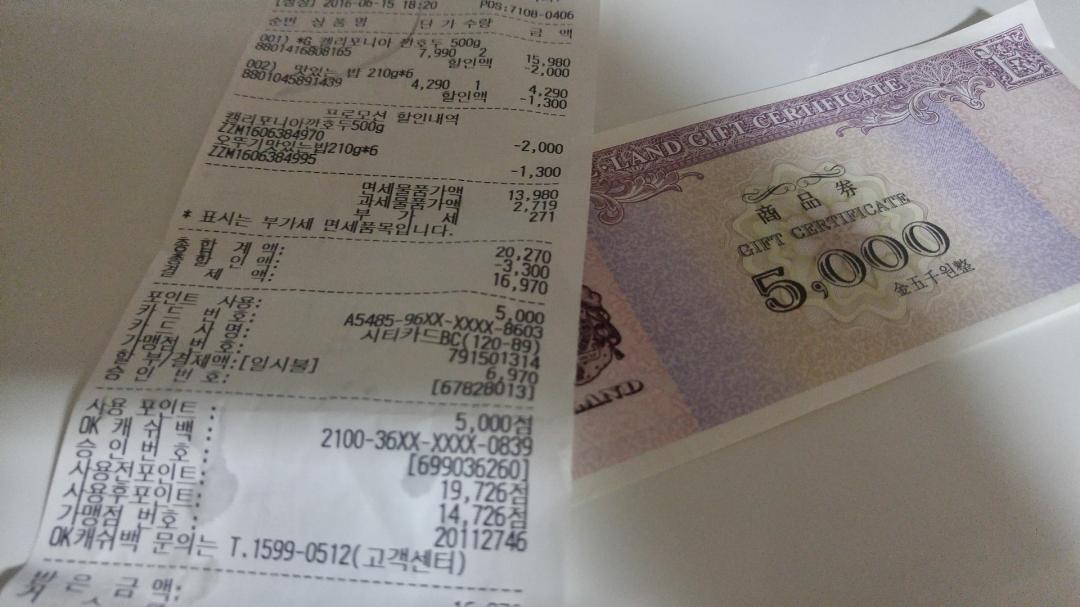 [정상] 2016-06-15 18:20 POS:7108-0406
순번 상 품 명 단 가 수량 금 액
001) *G 캘리포니아 환호두 500g
8801416808165 7,990 2 15,980
할인액 -2,000
002) 맛있는 밥 210g*6
8801045891439 4,290 1 4,290
할인액 -1,300
프로모션 할인내역
캘리포니아깐호두500g
ZZM1606384970 -2,000
오뚜기맛있는밥210g*6
ZZM1606384995 -1,300
면세물품가액 13,980
과세물품가액 2,719
부 가 세 271
* 표시는 부가세 면세품목입니다.
총 합 계 액: 20,270
총 할 인 액: -3,300
결 제 액: 16,970
포인트 사용: 5,000
카 드 번 호: A5485-96XX-XXXX-8603
카 드 사 명: 시티카드BC(120-89)
가맹점 번호: 791501314
할 부/결제액:[일시불] 6,970
승 인 번 호: [67828013]
사용 포인트 : 5,000점
OK 캐쉬 백 : 2100-36XX-XXXX-0839
승 인 번 호 : [699036260]
사용전포인트: 19,726점
사용후포인트: 14,726점
가맹점 번호 : 20112746
OK캐쉬백 문의는 T.1599-0512(고객센터)
받 은 금 액:
LAND GIFT CERTIFICATE
商品券
GIFT CERTIFICATE
5,000
金五千원整
LAND